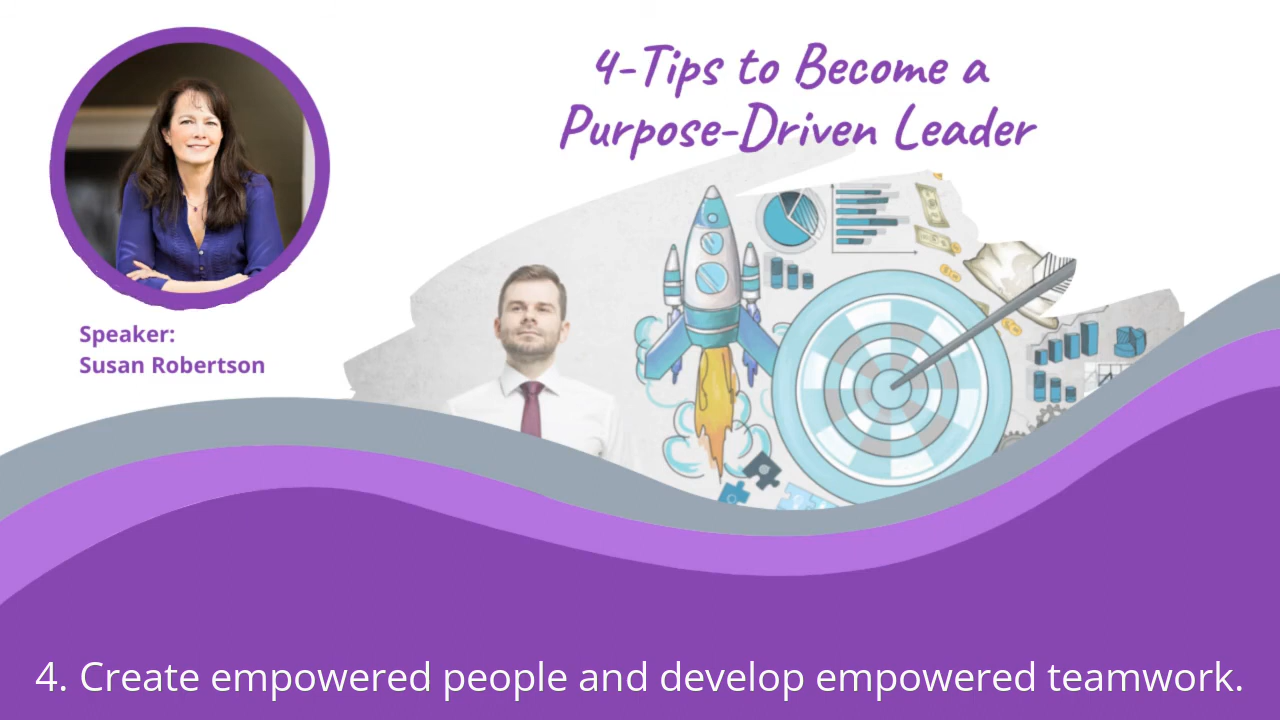 4-Tips to Become a
Purpose-Driven Leader
Speaker:
Susan Robertson
4. Create empowered people and develop empowered teamwork.